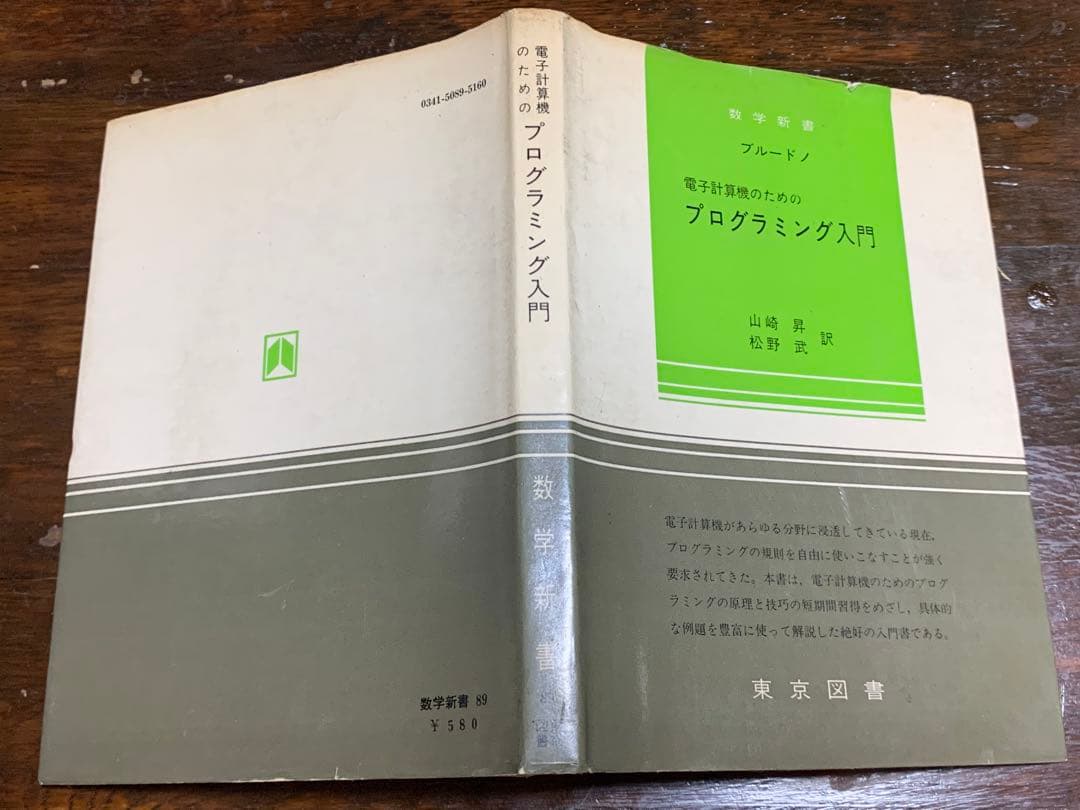 数学新書
ブルードノ
電子計算機のための
プログラミング入門
山崎 昇
松野 武 訳
電子計算機があらゆる分野に浸透してきている現在,
プログラミングの規則を自由に使いこなすことが強く
要求されてきた。本書は, 電子計算機のためのプログ
ラミングの原理と技巧の短期間習得をめざし, 具体的
な例題を豊富に使って解説した絶好の入門書である。
東京図書
電子計算機
のための
プログラミング入門
数学新書
0341-5089-5160
数学新書 89
¥580